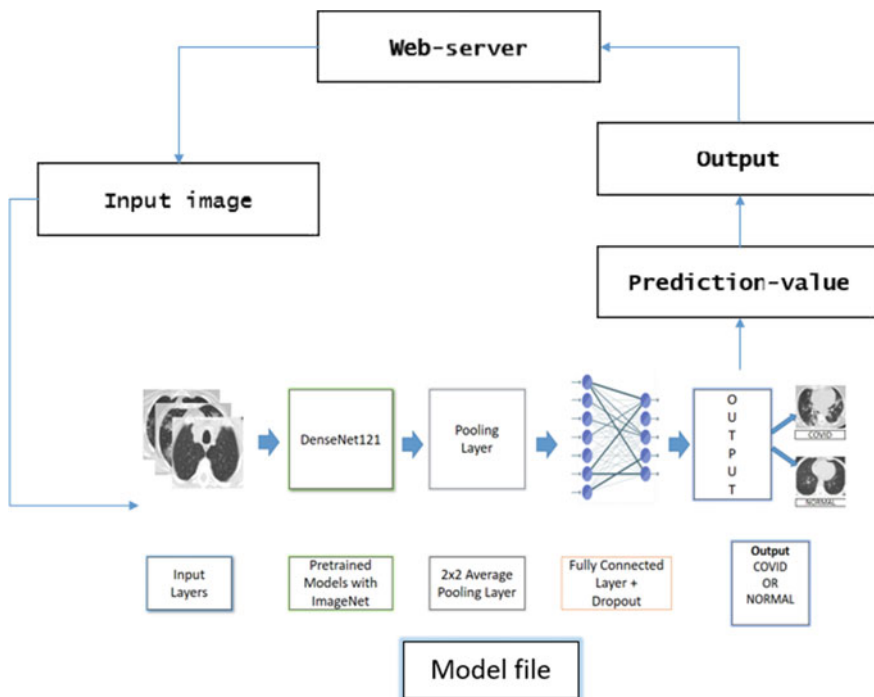 Web-server
Input image
Output
Prediction-value
DenseNet121
Pooling
Layer
O
U
T
P
U
T
COVID
NORMAL
Input
Layers
Pretrained
Models with
ImageNet
2x2 Average
Pooling Layer
Fully Connected
Layer +
Dropout
Output
COVID
OR
NORMAL
Model file